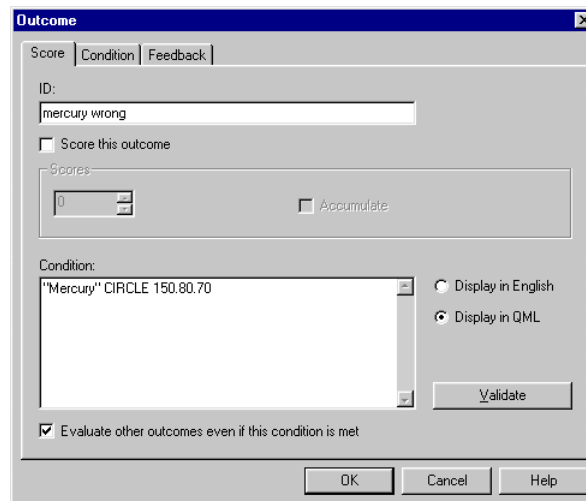 Outcome
Score Condition Feedback
ID:
mercury wrong
Score this outcome
Scores
0
Accumulate
Condition:
"Mercury" CIRCLE 150.80.70
Display in English
Display in QML
Validate
Evaluate other outcomes even if this condition is met
OK Cancel Help